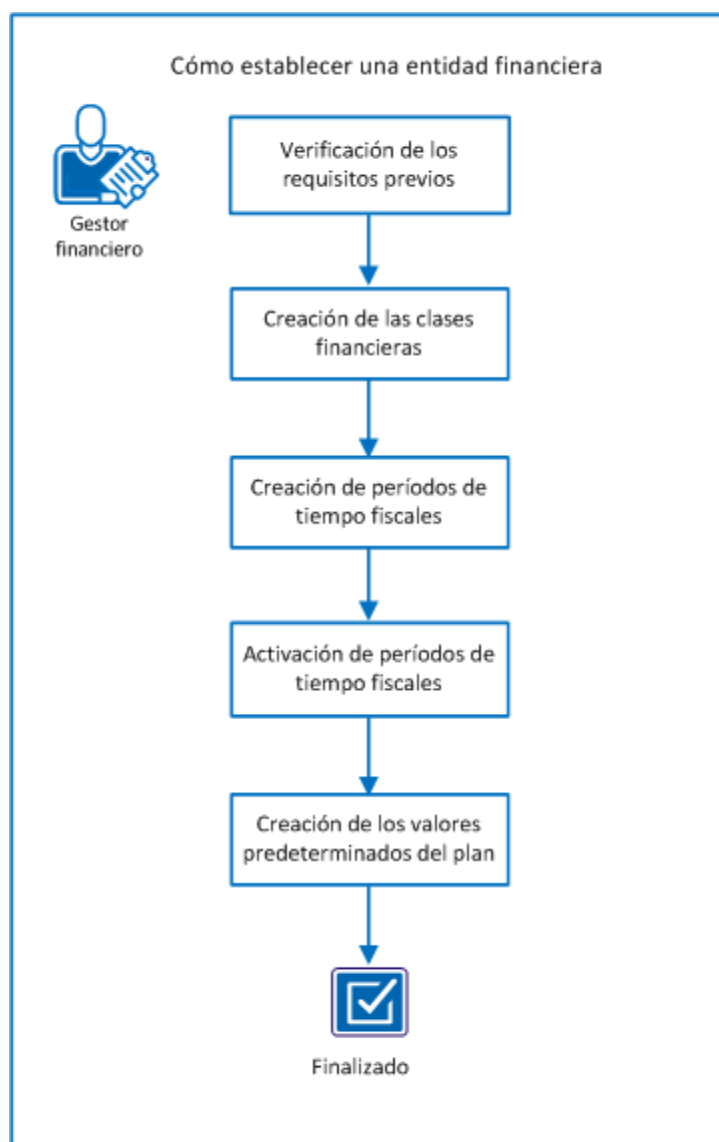 Cómo establecer una entidad financiera
Gestor
financiero
Verificación de los
requisitos previos
Creación de las clases
financieras
Creación de períodos de
tiempo fiscales
Activación de períodos de
tiempo fiscales
Creación de los valores
predeterminados del plan
Finalizado